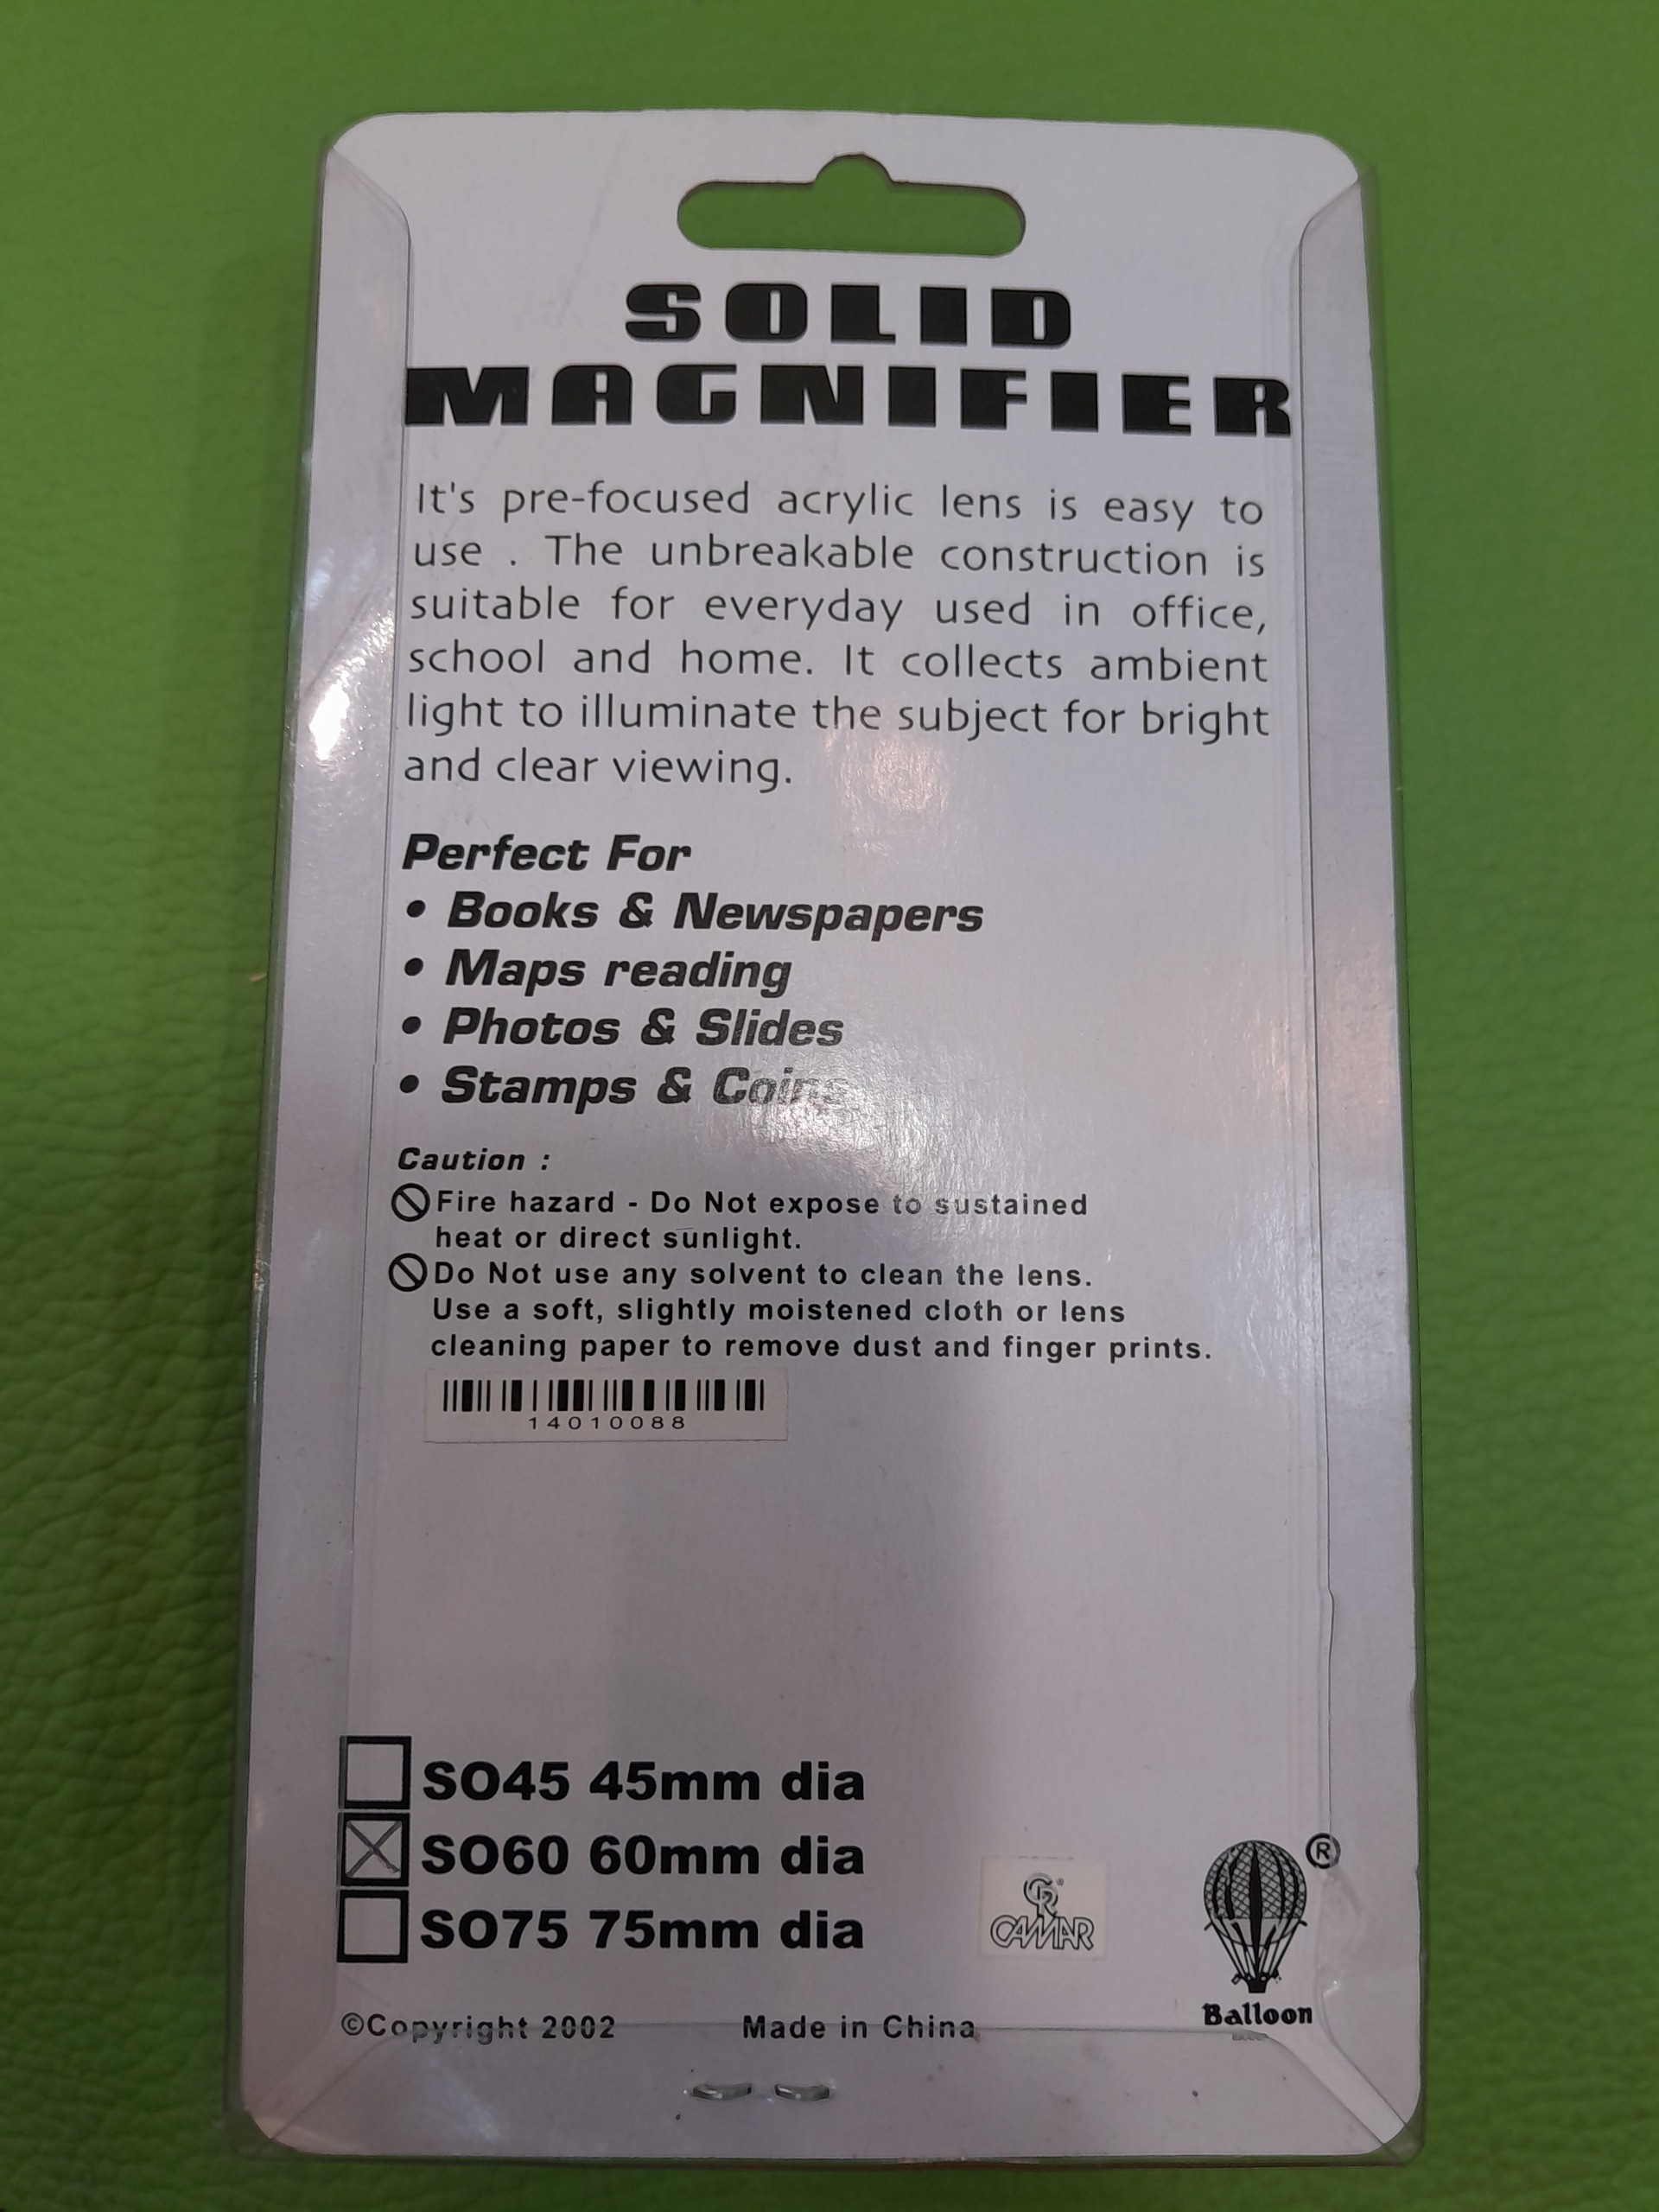 SOLID
MAGNIFIER
It's pre-focused acrylic lens is easy to
use . The unbreakable construction is
suitable for everyday used in office,
school and home. It collects ambient
light to illuminate the subject for bright
and clear viewing.
Perfect For
• Books & Newspapers
• Maps reading
• Photos & Slides
• Stamps & Coins
Caution :
Fire hazard - Do Not expose to sustained
heat or direct sunlight.
Do Not use any solvent to clean the lens.
Use a soft, slightly moistened cloth or lens
cleaning paper to remove dust and finger prints.
14010088
SO45 45mm dia
SO60 60mm dia
SO75 75mm dia
CR®
CAMAR
®
Balloon
©Copyright 2002 Made in China